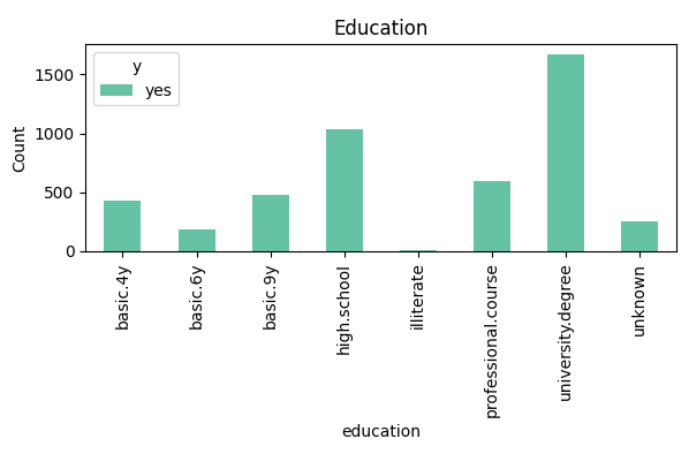 Education
y
yes
Count
1500
1000
500
0
basic.4y
basic.6y
basic.9y
high.school
illiterate
professional.course
university.degree
unknown
education